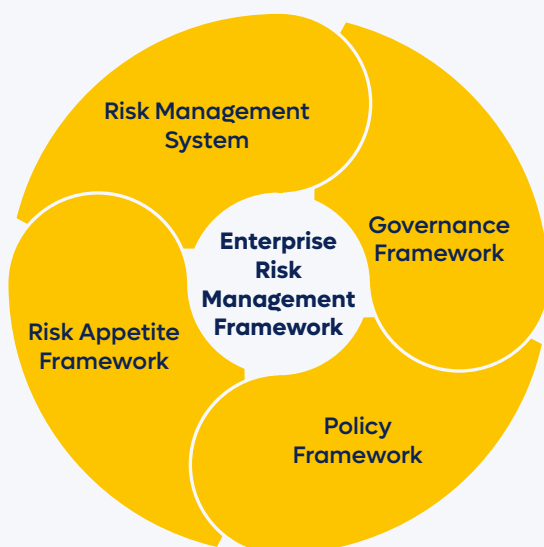 Risk Management
System
Governance
Framework
Enterprise
Risk
Management
Framework
Risk Appetite
Framework
Policy
Framework